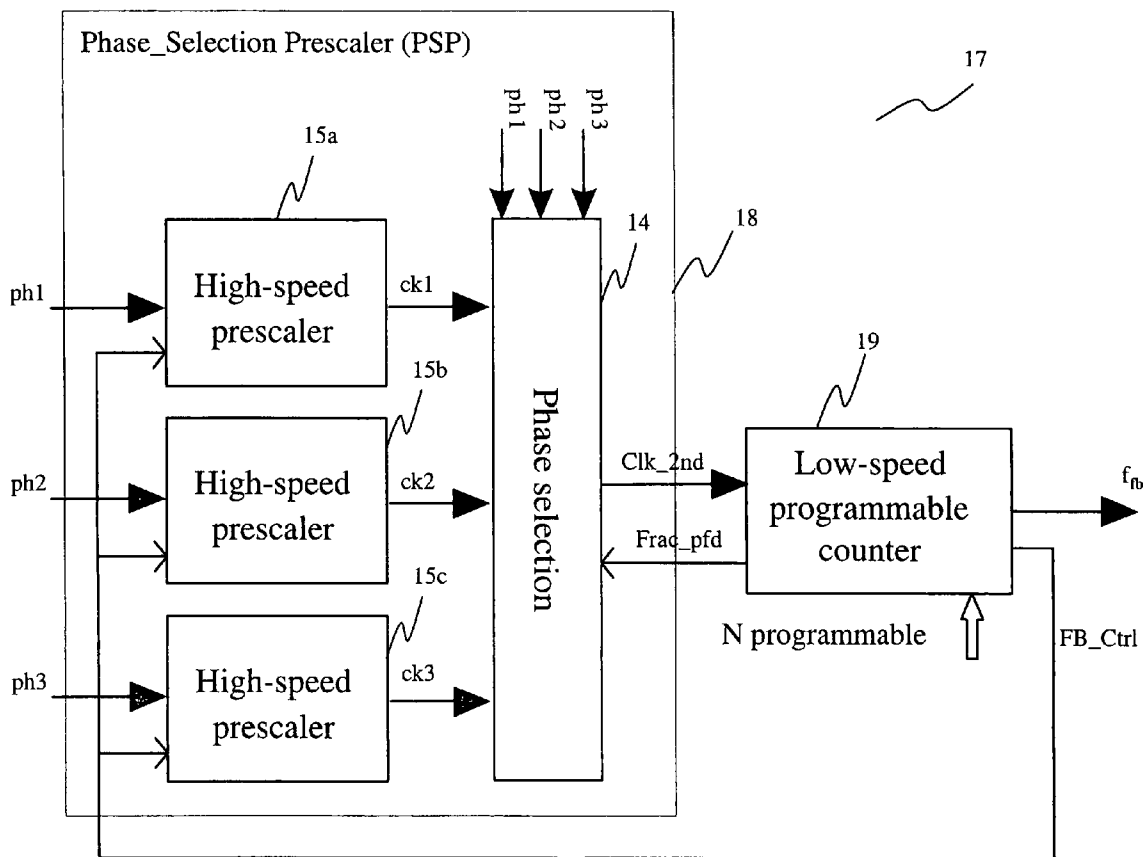 Phase_Selection Prescaler (PSP)
17
ph1
ph2
ph3
15a
14
18
ph1
High-speed
prescaler
ck1
15b
19
ph2
High-speed
prescaler
ck2
Phase selection
Clk_2nd
Frac_pfd
Low-speed
programmable
counter
f_fb
15c
N programmable
FB_Ctrl
ph3
High-speed
prescaler
ck3